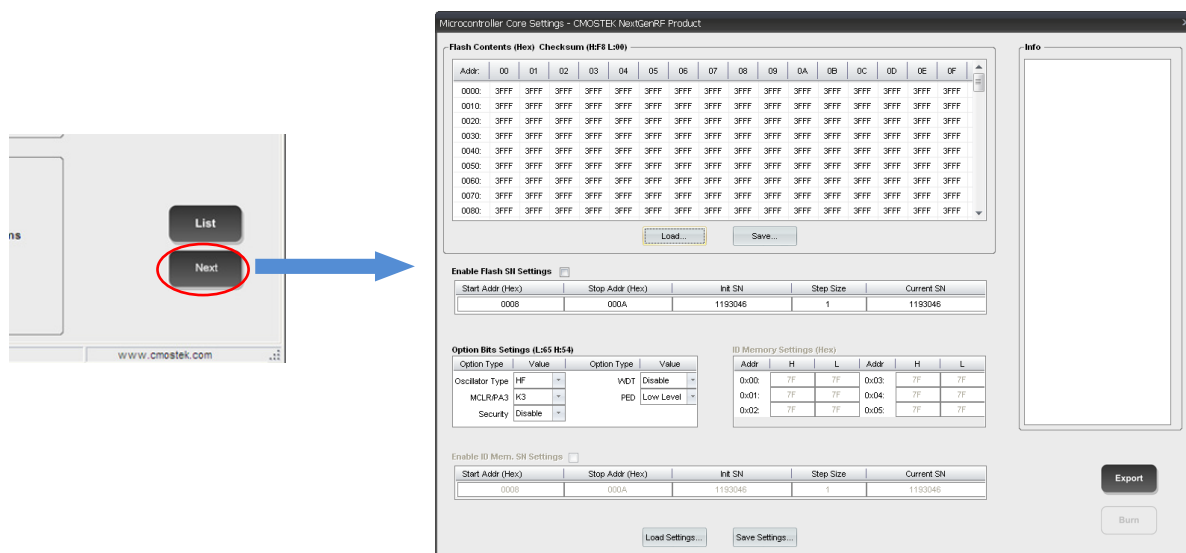 ns
List
Next
www.cmostek.com
Microcontroller Core Settings - CMOSTEK NextGenRF Product
Flash Contents (Hex) Checksum (H:F8 L:00)
Addr: 00 01 02 03 04 05 06 07 08 09 0A 0B 0C 0D 0E 0F
0000: 3FFF 3FFF 3FFF 3FFF 3FFF 3FFF 3FFF 3FFF 3FFF 3FFF 3FFF 3FFF 3FFF 3FFF 3FFF 3FFF
0010: 3FFF 3FFF 3FFF 3FFF 3FFF 3FFF 3FFF 3FFF 3FFF 3FFF 3FFF 3FFF 3FFF 3FFF 3FFF 3FFF
0020: 3FFF 3FFF 3FFF 3FFF 3FFF 3FFF 3FFF 3FFF 3FFF 3FFF 3FFF 3FFF 3FFF 3FFF 3FFF 3FFF
0030: 3FFF 3FFF 3FFF 3FFF 3FFF 3FFF 3FFF 3FFF 3FFF 3FFF 3FFF 3FFF 3FFF 3FFF 3FFF 3FFF
0040: 3FFF 3FFF 3FFF 3FFF 3FFF 3FFF 3FFF 3FFF 3FFF 3FFF 3FFF 3FFF 3FFF 3FFF 3FFF 3FFF
0050: 3FFF 3FFF 3FFF 3FFF 3FFF 3FFF 3FFF 3FFF 3FFF 3FFF 3FFF 3FFF 3FFF 3FFF 3FFF 3FFF
0060: 3FFF 3FFF 3FFF 3FFF 3FFF 3FFF 3FFF 3FFF 3FFF 3FFF 3FFF 3FFF 3FFF 3FFF 3FFF 3FFF
0070: 3FFF 3FFF 3FFF 3FFF 3FFF 3FFF 3FFF 3FFF 3FFF 3FFF 3FFF 3FFF 3FFF 3FFF 3FFF 3FFF
0080: 3FFF 3FFF 3FFF 3FFF 3FFF 3FFF 3FFF 3FFF 3FFF 3FFF 3FFF 3FFF 3FFF 3FFF 3FFF 3FFF
Load... Save...
Info
Enable Flash SN Settings
Start Addr (Hex) Stop Addr (Hex) Init SN Step Size Current SN
0008 000A 1193046 1 1193046
Option Bits Setings (L:65 H:54)
Option Type Value Option Type Value
Oscillator Type HF WDT Disable
MCLR/PA3 K3 PED Low Level
Security Disable
ID Memory Settings (Hex)
Addr H L Addr H L
0x00: 7F 7F 0x03: 7F 7F
0x01: 7F 7F 0x04: 7F 7F
0x02: 7F 7F 0x05: 7F 7F
Enable ID Mem. SN Settings
Start Addr (Hex) Stop Addr (Hex) Init SN Step Size Current SN
0008 000A 1193046 1 1193046
Load Settings... Save Settings...
Export
Burn